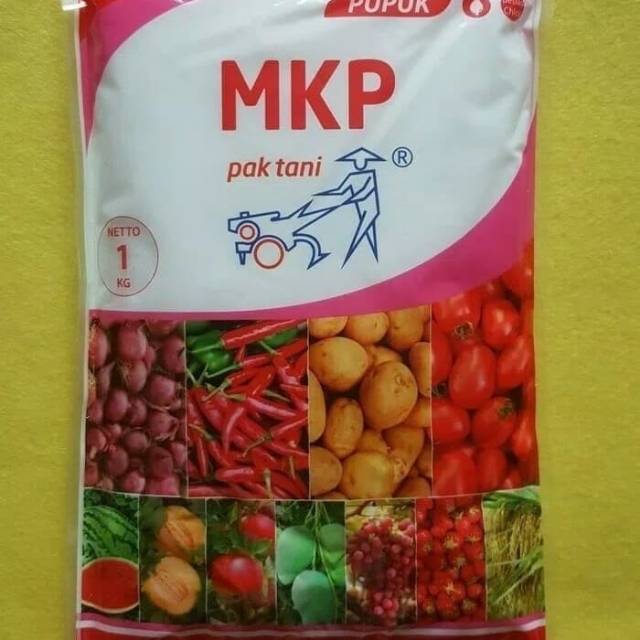 PUPUK
MKP
pak tani ®
NETTO
1
KG